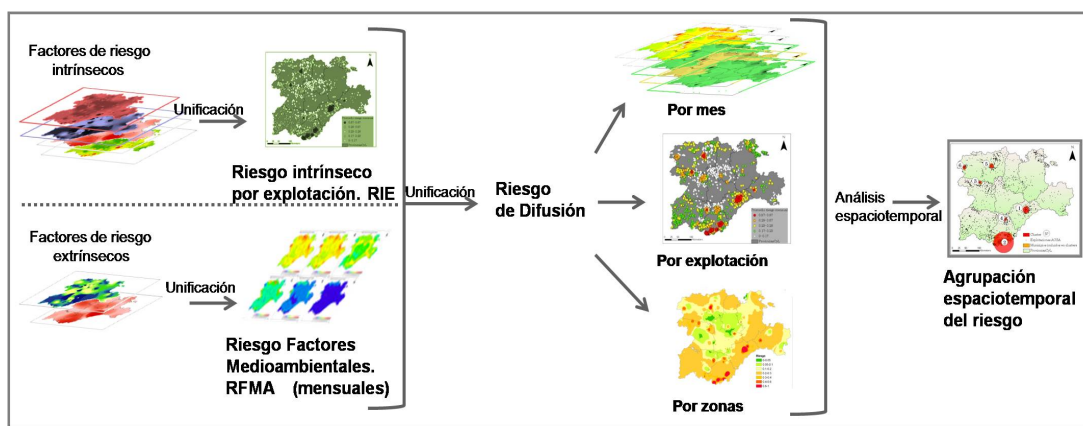 Factores de riesgo
intrínsecos
Unificación
Riesgo intrínseco
por explotación. RIE
Factores de riesgo
extrínsecos
Unificación
Riesgo Factores
Medioambientales.
RFMA (mensuales)
Unificación
Riesgo
de Difusión
Por mes
Por explotación
Por zonas
Análisis
espaciotemporal
Agrupación
espaciotemporal
del riesgo